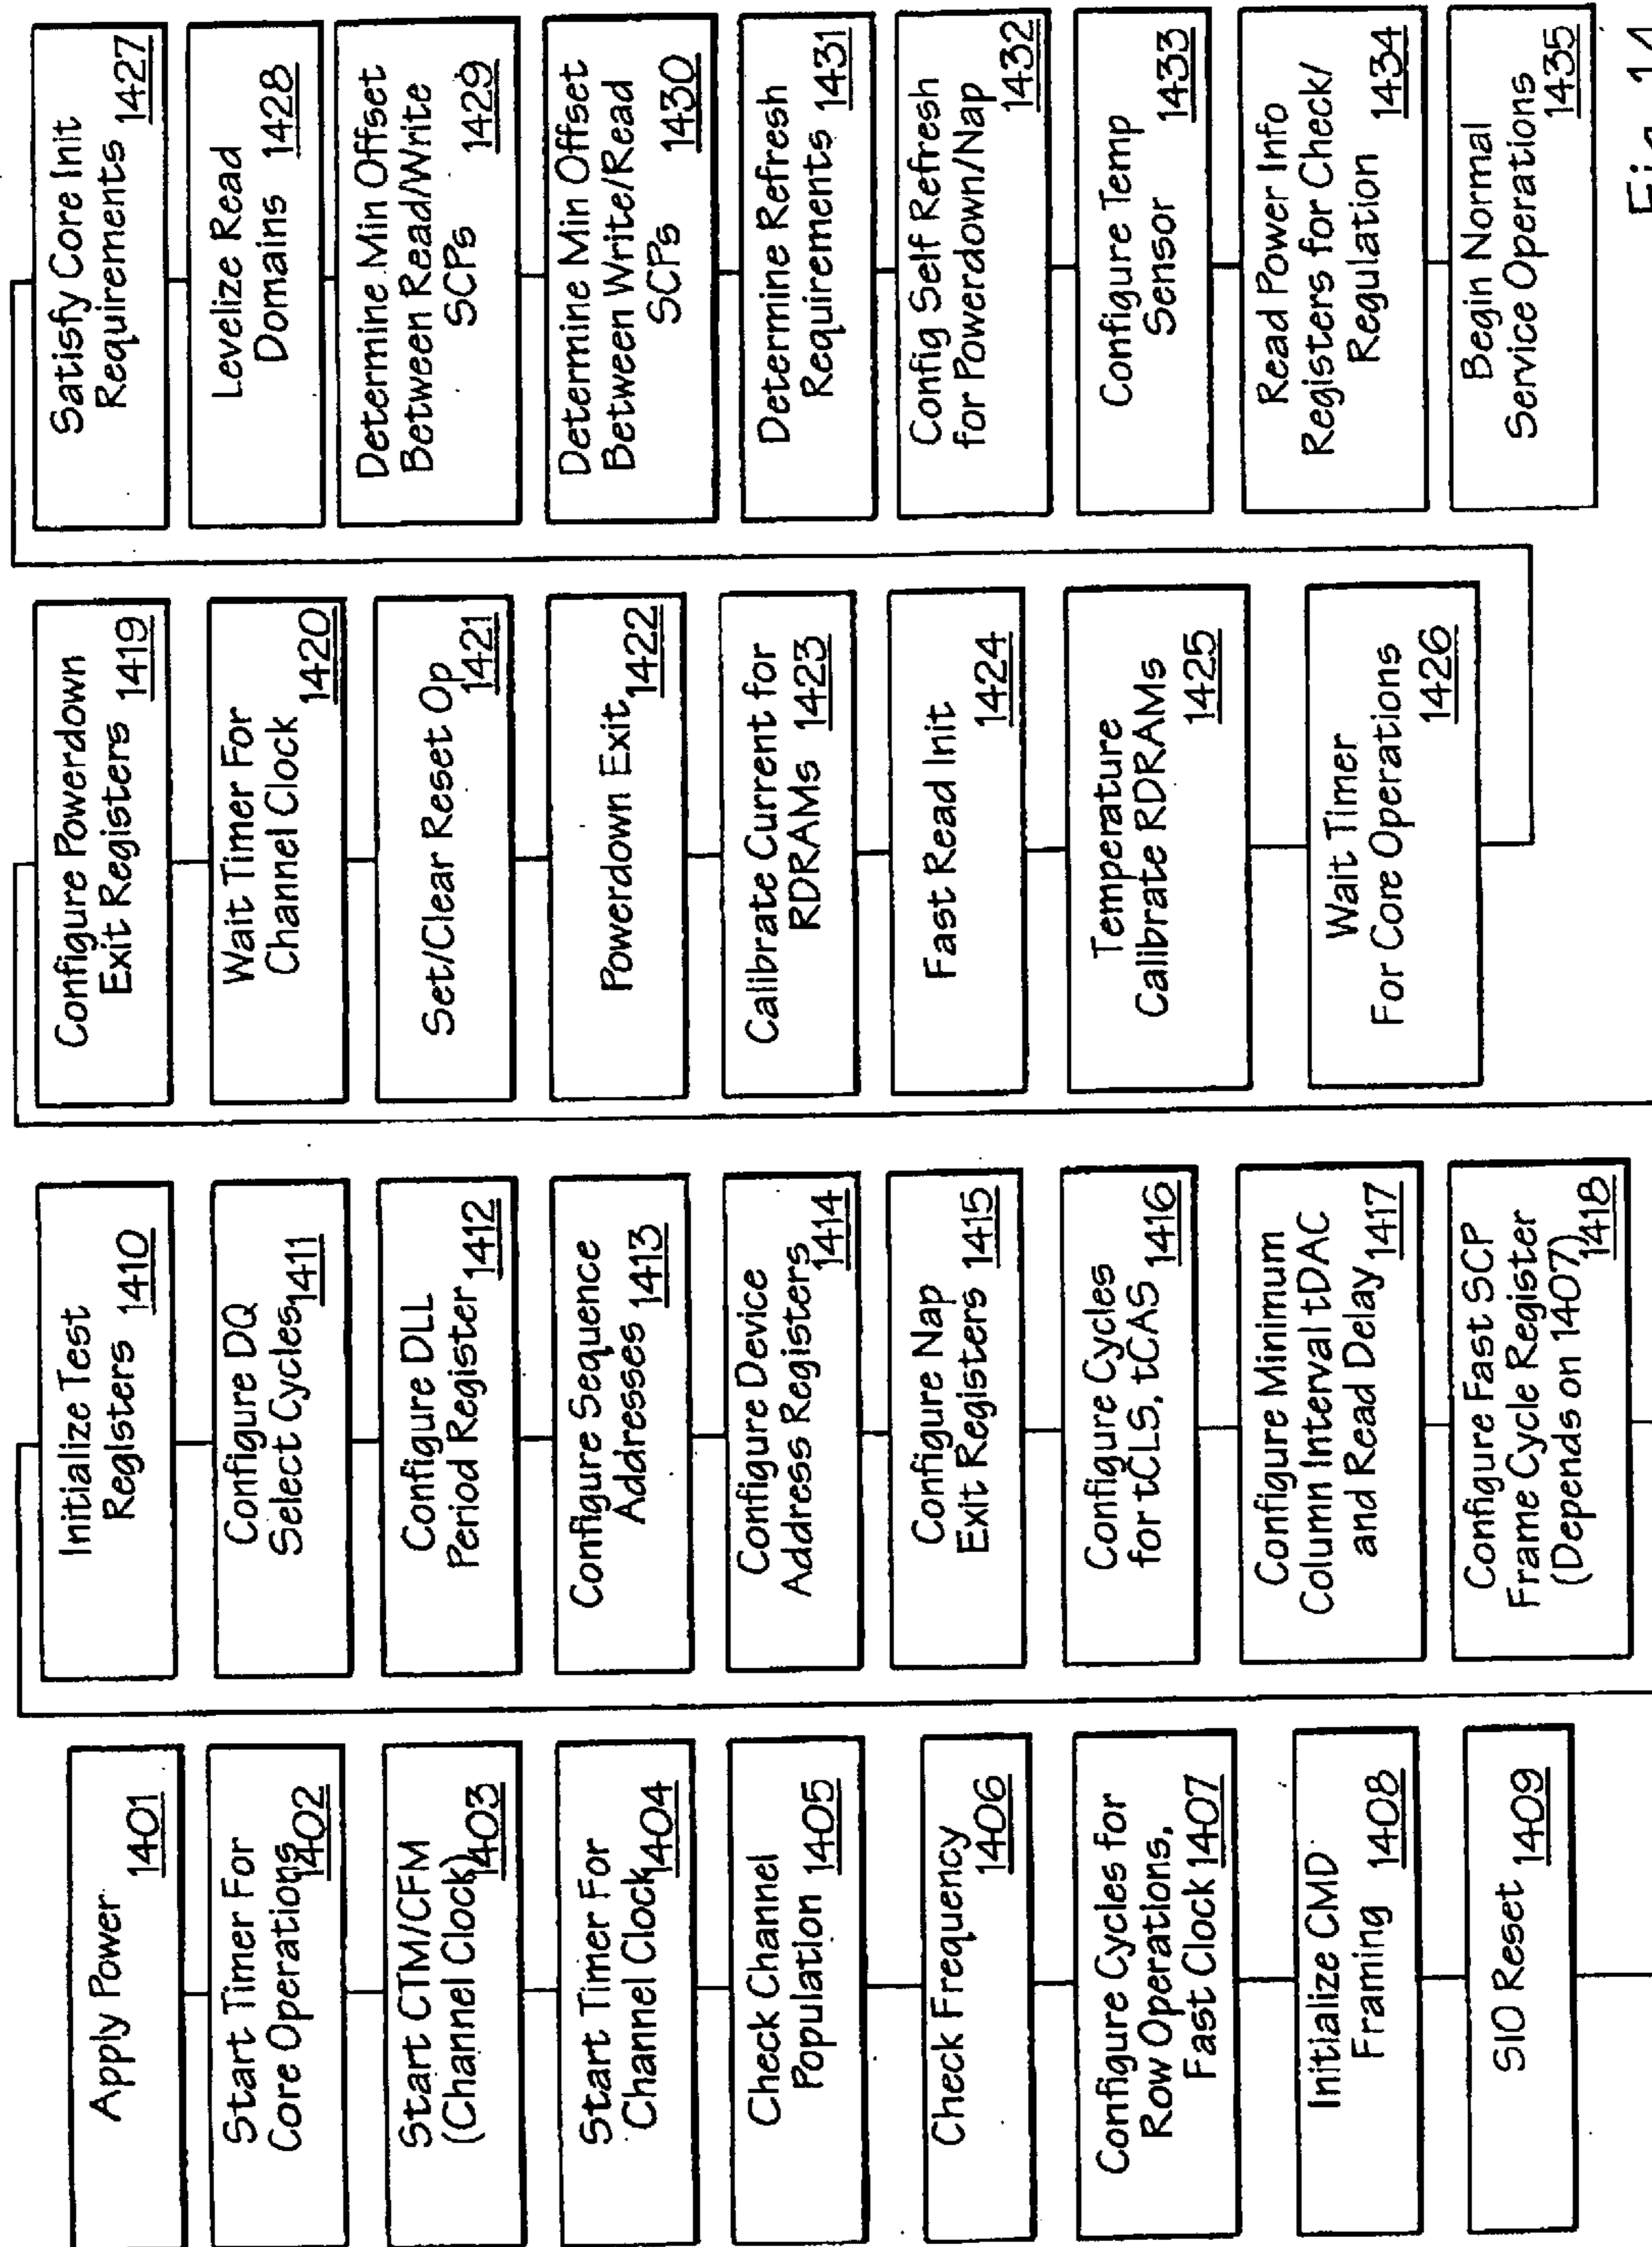 Apply Power
1401
Start Timer For
Core Operations 1402
Start CTM/CFM
(Channel Clock) 1403
Start Timer For
Channel Clock 1404
Check Channel
Population 1405
Check Frequency
1406
Configure Cycles for
Row Operations,
Fast Clock 1407
Initialize CMD
Framing 1408
SIO Reset 1409
Initialize Test
Registers 1410
Configure DQ
Select Cycles 1411
Configure DLL
Period Register 1412
Configure Sequence
Addresses 1413
Configure Device
Address Registers 1414
Configure Nap
Exit Registers 1415
Configure Cycles
for tCLS, tCAS 1416
Configure Minimum
Column Interval tDAC
and Read Delay 1417
Configure Fast SCP
Frame Cycle Register
(Depends on 1407) 1418
Configure Powerdown
Exit Registers 1419
Wait Timer For
Channel Clock 1420
Set/Clear Reset Op
1421
Powerdown Exit 1422
Calibrate Current for
RDRAMs 1423
Fast Read Init
1424
Temperature
Calibrate RDRAMs
1425
Wait Timer
For Core Operations
1426
Satisfy Core Init
Requirements 1427
Levelize Read
Domains 1428
Determine Min Offset
Between Read/Write
SCPs 1429
Determine Min Offset
Between Write/Read
SCPs 1430
Determine Refresh
Requirements 1431
Config Self Refresh
for Powerdown/Nap
1432
Configure Temp
Sensor 1433
Read Power Info
Registers for Check/
Regulation 1434
Begin Normal
Service Operations
1435
Fig. 14